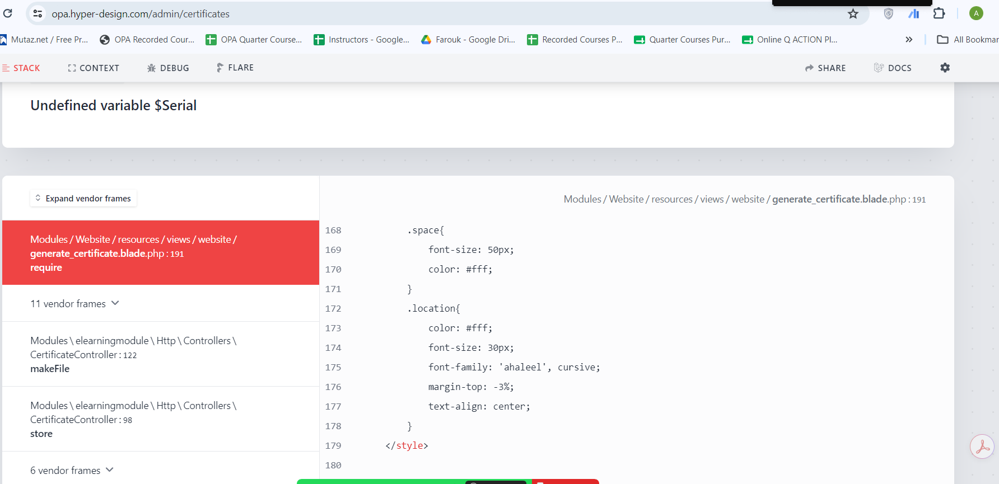 opa.hyper-design.com/admin/certificates
A
Mutaz.net / Free Pr...
OPA Recorded Cour...
OPA Quarter Course...
Instructors - Google...
Farouk - Google Dri...
Recorded Courses P...
Quarter Courses Pur...
Online Q ACTION Pl...
»
All Bookmar
STACK
CONTEXT
DEBUG
FLARE
SHARE
DOCS
Undefined variable $Serial
Expand vendor frames
Modules / Website / resources / views / website / generate_certificate.blade.php : 191
Modules / Website / resources / views / website /
generate_certificate.blade.php : 191
require
11 vendor frames
Modules \ elearningmodule \ Http \ Controllers \
CertificateController : 122
makeFile
Modules \ elearningmodule \ Http \ Controllers \
CertificateController : 98
store
6 vendor frames
168 .space{
169 font-size: 50px;
170 color: #fff;
171 }
172 .location{
173 color: #fff;
174 font-size: 30px;
175 font-family: 'ahaleel', cursive;
176 margin-top: -3%;
177 text-align: center;
178 }
179 </style>
180